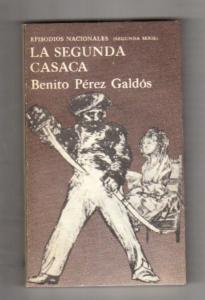 EPISODIOS NACIONALES (SEGUNDA SERIE)
LA SEGUNDA
CASACA
Benito Pérez Galdós